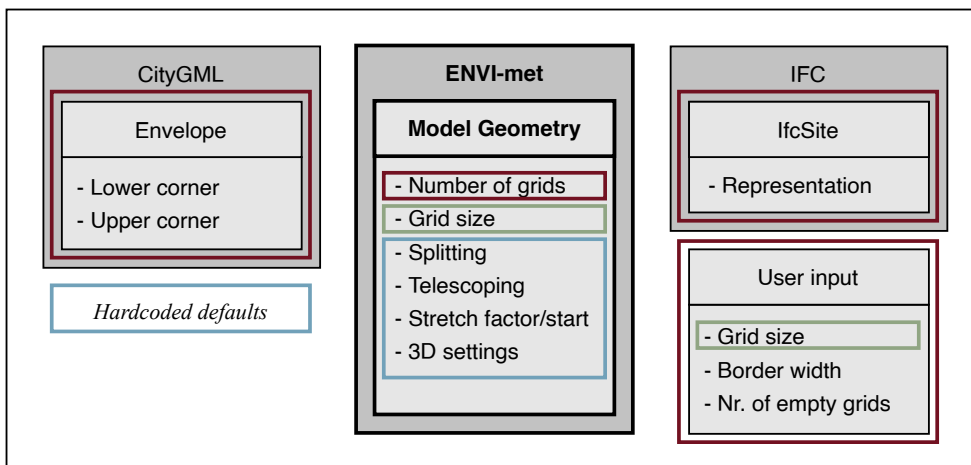 CityGML
Envelope
- Lower corner
- Upper corner
Hardcoded defaults
ENVI-met
Model Geometry
- Number of grids
- Grid size
- Splitting
- Telescoping
- Stretch factor/start
- 3D settings
IFC
IfcSite
- Representation
User input
- Grid size
- Border width
- Nr. of empty grids